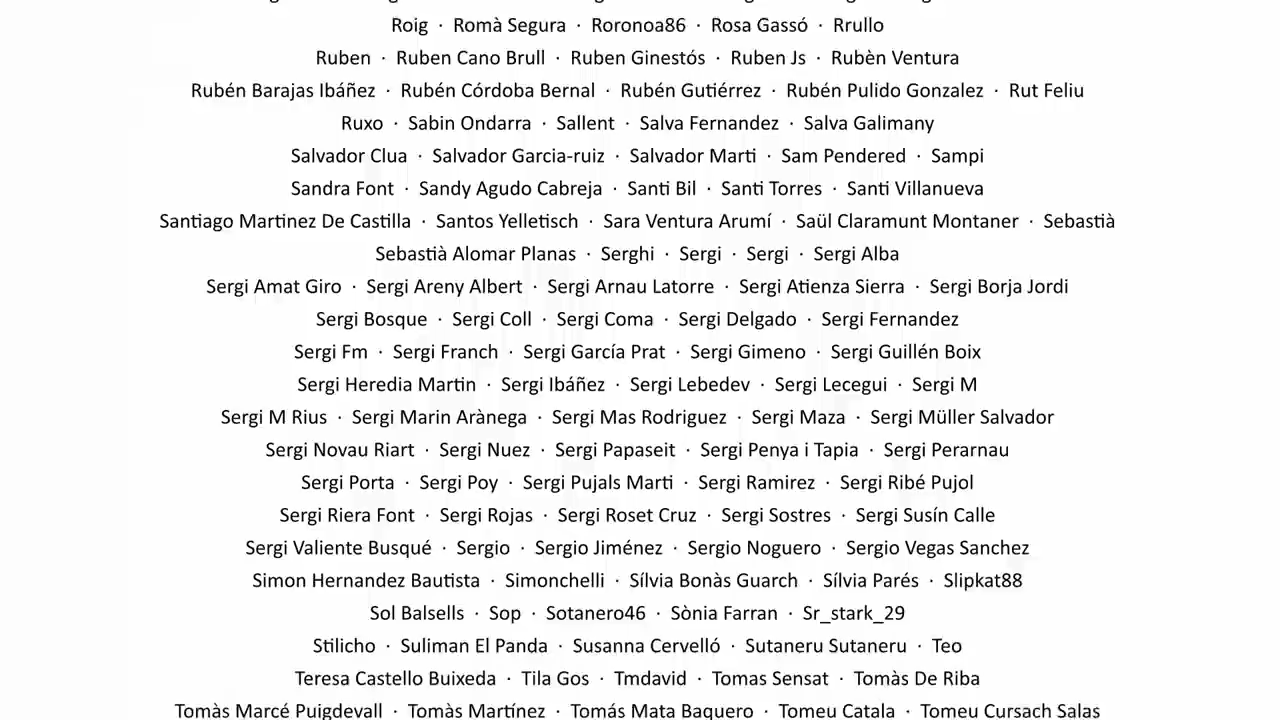 Roig · Romà Segura · Roronoa86 · Rosa Gassó · Rrullo
Ruben · Ruben Cano Brull · Ruben Ginestós · Ruben Js · Rubèn Ventura
Rubén Barajas Ibáñez · Rubén Córdoba Bernal · Rubén Gutiérrez · Rubén Pulido Gonzalez · Rut Feliu
Ruxo · Sabin Ondarra · Sallent · Salva Fernandez · Salva Galimany
Salvador Clua · Salvador Garcia-ruiz · Salvador Marti · Sam Pendered · Sampi
Sandra Font · Sandy Agudo Cabreja · Santi Bil · Santi Torres · Santi Villanueva
Santiago Martinez De Castilla · Santos Yelletisch · Sara Ventura Arumí · Saül Claramunt Montaner · Sebastià
Sebastià Alomar Planas · Serghi · Sergi · Sergi · Sergi Alba
Sergi Amat Giro · Sergi Areny Albert · Sergi Arnau Latorre · Sergi Atienza Sierra · Sergi Borja Jordi
Sergi Bosque · Sergi Coll · Sergi Coma · Sergi Delgado · Sergi Fernandez
Sergi Fm · Sergi Franch · Sergi García Prat · Sergi Gimeno · Sergi Guillén Boix
Sergi Heredia Martin · Sergi Ibáñez · Sergi Lebedev · Sergi Lecegui · Sergi M
Sergi M Rius · Sergi Marin Arànega · Sergi Mas Rodriguez · Sergi Maza · Sergi Müller Salvador
Sergi Novau Riart · Sergi Nuez · Sergi Papaseit · Sergi Penya i Tapia · Sergi Perarnau
Sergi Porta · Sergi Poy · Sergi Pujals Marti · Sergi Ramirez · Sergi Ribé Pujol
Sergi Riera Font · Sergi Rojas · Sergi Roset Cruz · Sergi Sostres · Sergi Susín Calle
Sergi Valiente Busqué · Sergio · Sergio Jiménez · Sergio Noguero · Sergio Vegas Sanchez
Simon Hernandez Bautista · Simonchelli · Sílvia Bonàs Guarch · Sílvia Parés · Slipkat88
Sol Balsells · Sop · Sotanero46 · Sònia Farran · Sr_stark_29
Stilicho · Suliman El Panda · Susanna Cervelló · Sutaneru Sutaneru · Teo
Teresa Castello Buixeda · Tila Gos · Tmdavid · Tomas Sensat · Tomàs De Riba
Tomàs Marcé Puigdevall · Tomàs Martínez · Tomás Mata Baquero · Tomeu Catala · Tomeu Cursach Salas